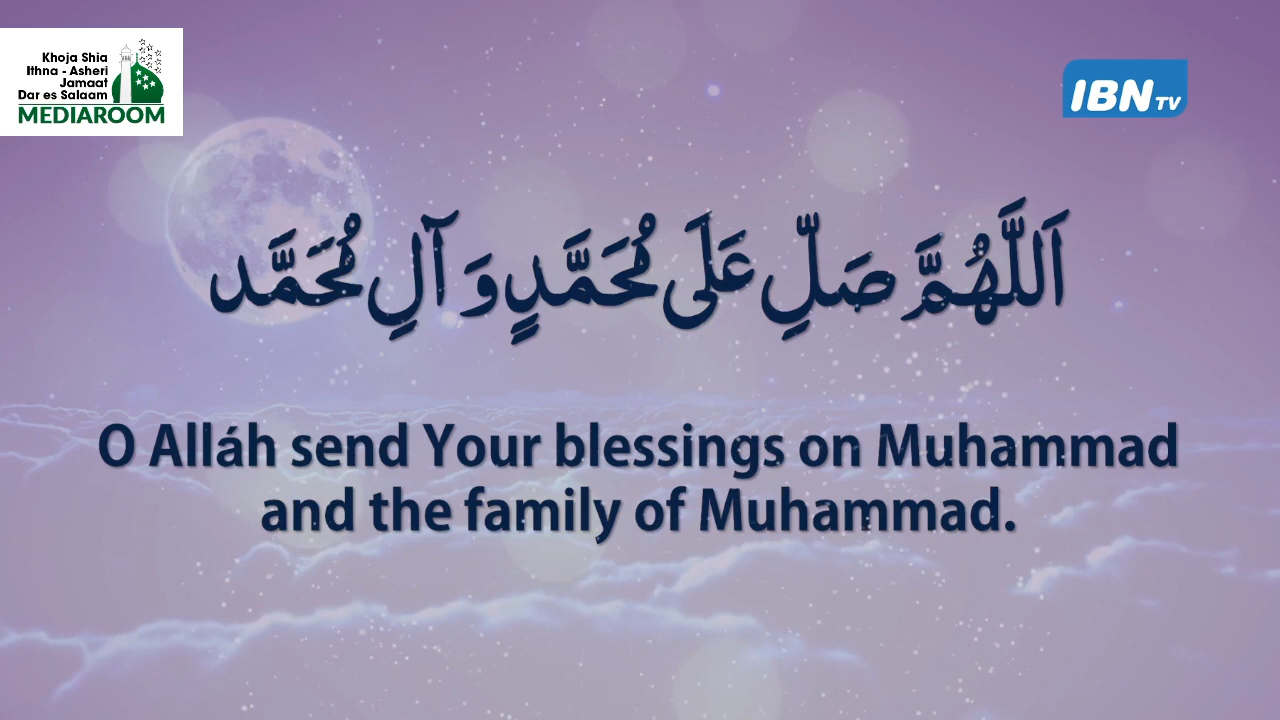 Khoja Shia
Ithna - Asheri
Jamaat
Dar es Salaam
MEDIAROOM
IBN TV
اَللَّهُمَّ صَلِّ عَلَى مُحَمَّدٍ وَ آلِ مُحَمَّد
O Alláh send Your blessings on Muhammad
and the family of Muhammad.